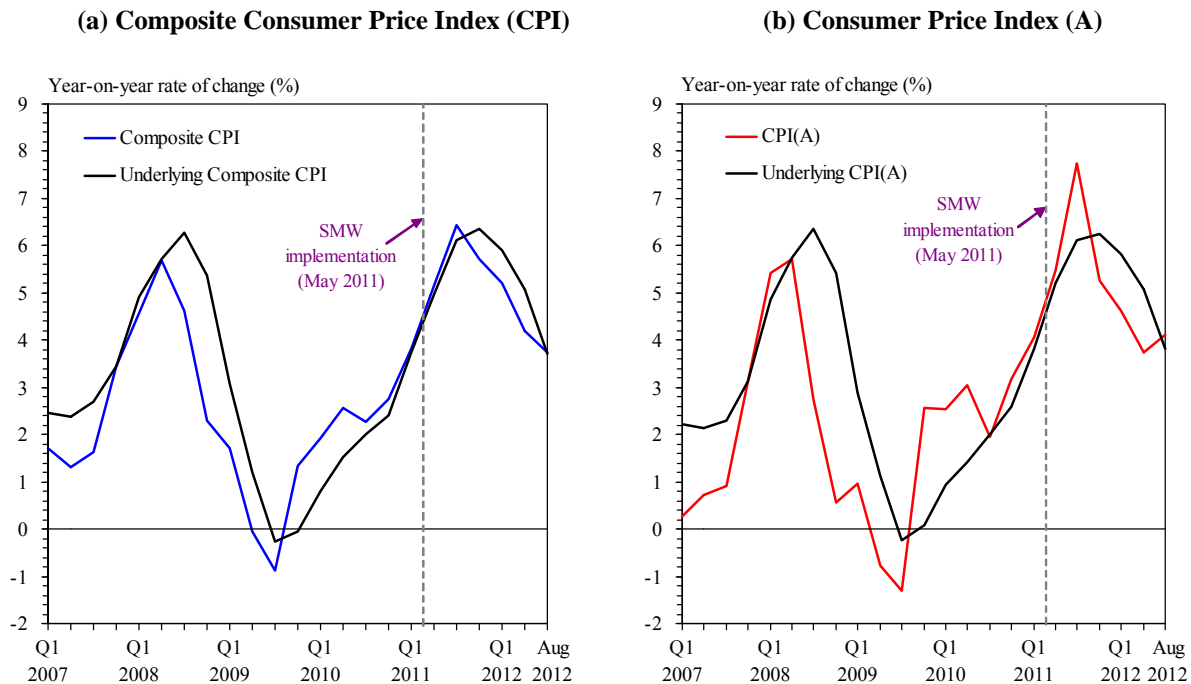 (a) Composite Consumer Price Index (CPI)
Year-on-year rate of change (%)
9
8
7
6
5
4
3
2
1
0
-1
-2
Composite CPI
Underlying Composite CPI
SMW
implementation
(May 2011)
Q1 Q1 Q1 Q1 Q1 Q1 Aug
2007 2008 2009 2010 2011 2012 2012
(b) Consumer Price Index (A)
Year-on-year rate of change (%)
9
8
7
6
5
4
3
2
1
0
-1
-2
CPI(A)
Underlying CPI(A)
SMW
implementation
(May 2011)
Q1 Q1 Q1 Q1 Q1 Q1 Aug
2007 2008 2009 2010 2011 2012 2012